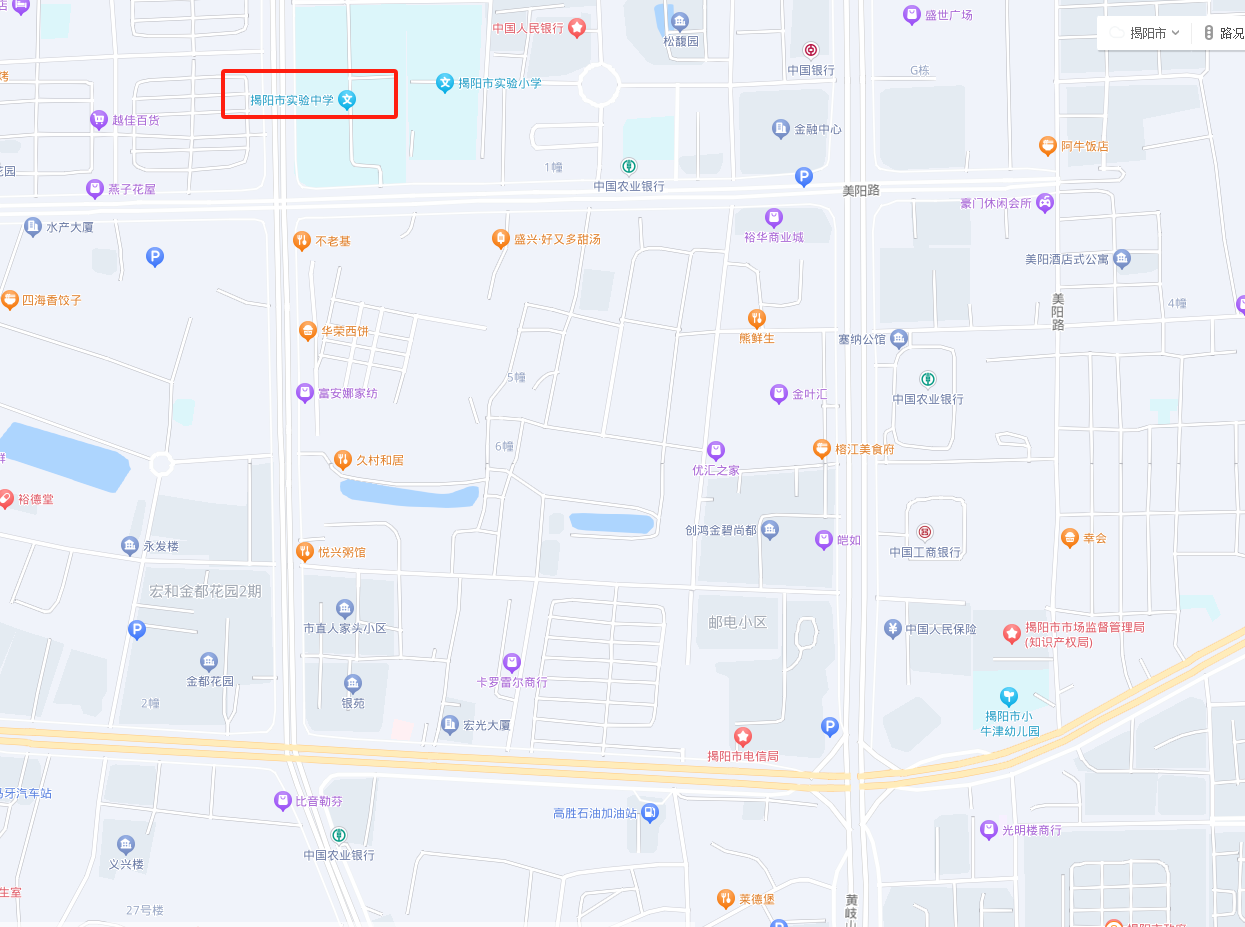 店
盛世广场
中国人民银行
揭阳市
路况
松馥园
中国银行
G栋
烤
揭阳市实验小学
揭阳市实验中学
越佳百货
金融中心
阿牛饭店
花园
1幢
中国农业银行
燕子花屋
美阳路
豪门休闲会所
水产大厦
不老基
盛兴·好又多甜汤
裕华商业城
美阳酒店式公寓
四海香饺子
美阳路
4幢
华荣西饼
熊鲜生
塞纳公馆
5幢
富安娜家纺
金叶汇
中国农业银行
6幢
榕江美食府
久村和居
优汇之家
群
裕德堂
创鸿金碧尚都
皑如
幸会
永发楼
悦兴粥馆
中国工商银行
宏和金都花园2期
市直人家头小区
邮电小区
中国人民保险
揭阳市市场监督管理局
(知识产权局)
金都花园
卡罗雷尔商行
2幢
银苑
宏光大厦
揭阳市小
牛津幼儿园
揭阳市电信局
马牙汽车站
比音勒芬
高胜石油加油站
光明楼商行
中国农业银行
义兴楼
生室
莱德堡
27号楼
黄岐山